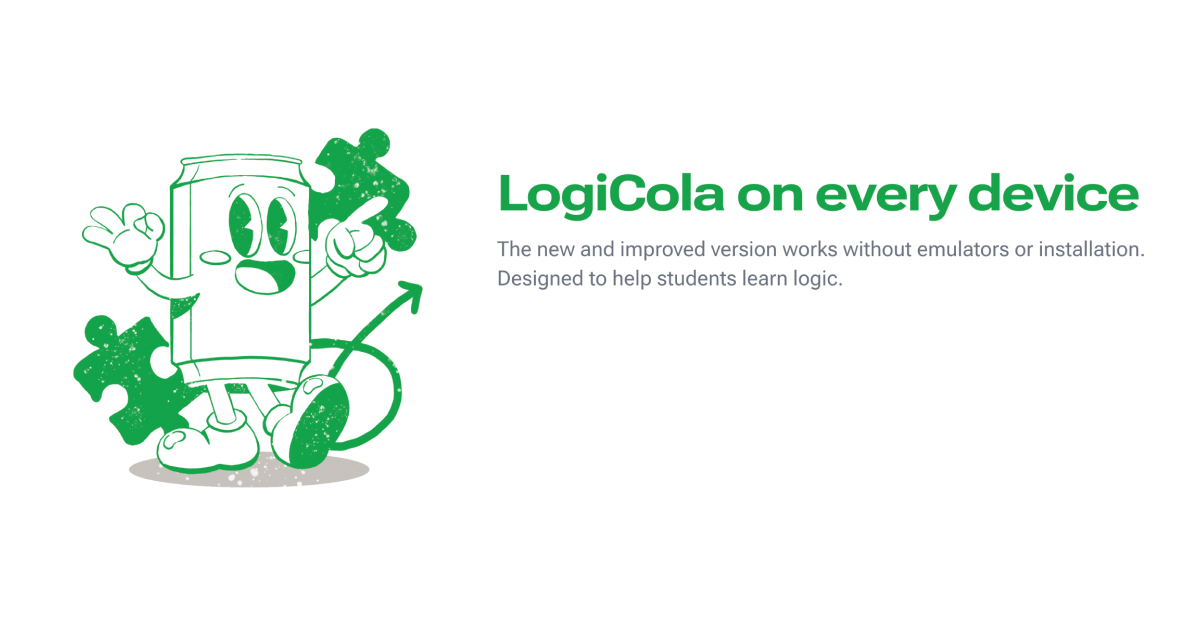 LogiCola on every device
The new and improved version works without emulators or installation.
Designed to help students learn logic.